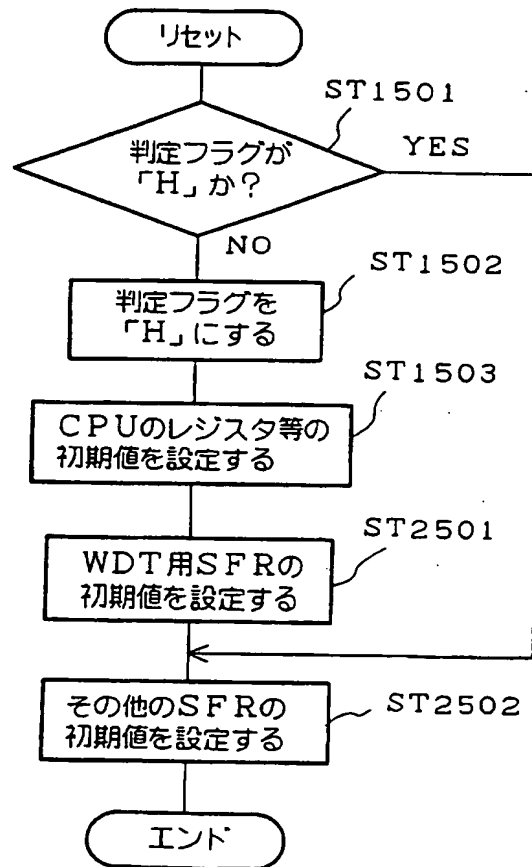 リセット
ST1501
判定フラグが
「H」か？
YES
NO
ST1502
判定フラグを
「H」にする
ST1503
CPUのレジスタ等の
初期値を設定する
ST2501
WDT用SFRの
初期値を設定する
その他のSFRの
初期値を設定する
ST2502
エンド